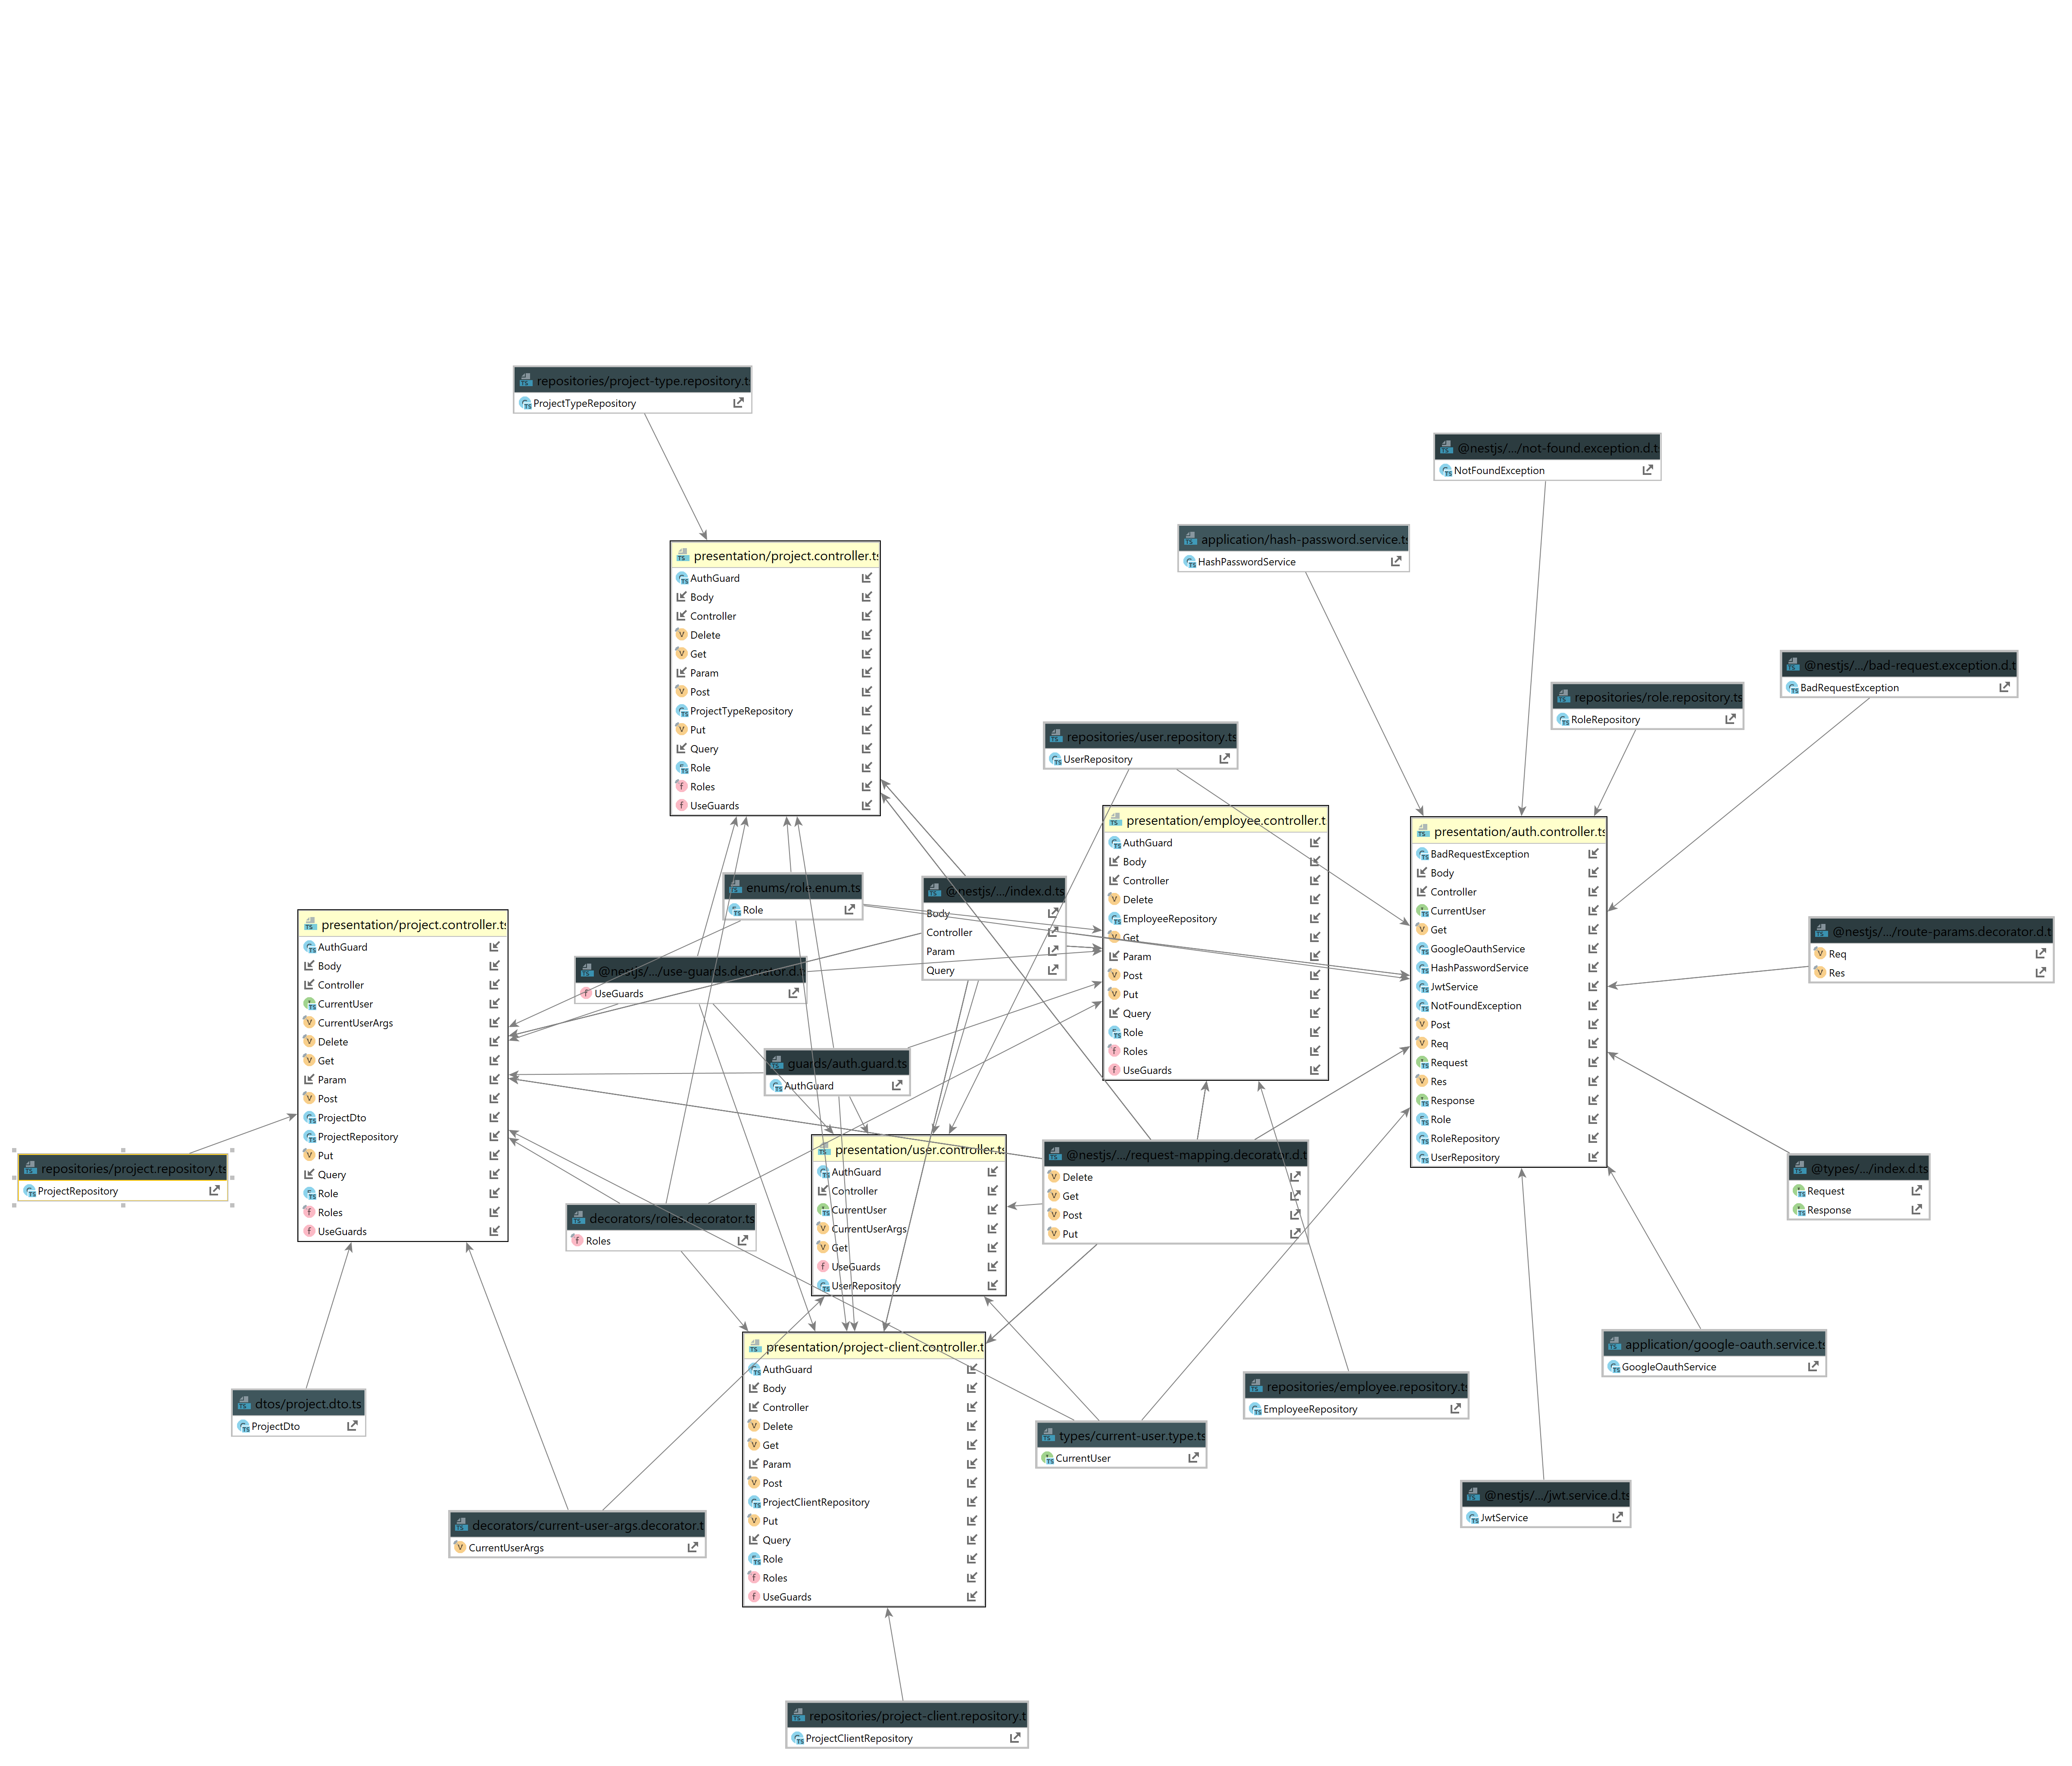 repositories/project-type.repository.t
ProjectTypeRepository
@nestjs/.../not-found.exception.d.t
NotFoundException
application/hash-password.service.ts
HashPasswordService
presentation/project.controller.ts
AuthGuard
Body
Controller
Delete
Get
Param
Post
ProjectTypeRepository
Put
Query
Role
Roles
UseGuards
@nestjs/.../bad-request.exception.d.t
BadRequestException
repositories/role.repository.ts
RoleRepository
repositories/user.repository.ts
UserRepository
presentation/employee.controller.t
AuthGuard
Body
Controller
Delete
EmployeeRepository
Get
Param
Post
Put
Query
Role
Roles
UseGuards
presentation/auth.controller.ts
BadRequestException
Body
Controller
CurrentUser
Get
GoogleOauthService
HashPasswordService
JwtService
NotFoundException
Post
Req
Request
Res
Response
Role
RoleRepository
UserRepository
enums/role.enum.ts
Role
@nestjs/.../index.d.ts
Body
Controller
Param
Query
presentation/project.controller.ts
AuthGuard
Body
Controller
CurrentUser
CurrentUserArgs
Delete
Get
Param
Post
ProjectDto
ProjectRepository
Put
Query
Role
Roles
UseGuards
@nestjs/.../route-params.decorator.d.t
Req
Res
@nestjs/.../use-guards.decorator.d.t
UseGuards
guards/auth.guard.ts
AuthGuard
presentation/user.controller.ts
AuthGuard
Controller
CurrentUser
CurrentUserArgs
Get
UseGuards
UserRepository
@nestjs/.../request-mapping.decorator.d.t
Delete
Get
Post
Put
repositories/project.repository.ts
ProjectRepository
@types/.../index.d.ts
Request
Response
decorators/roles.decorator.ts
Roles
presentation/project-client.controller.t
AuthGuard
Body
Controller
Delete
Get
Param
Post
ProjectClientRepository
Put
Query
Role
Roles
UseGuards
application/google-oauth.service.ts
GoogleOauthService
repositories/employee.repository.ts
EmployeeRepository
dtos/project.dto.ts
ProjectDto
types/current-user.type.ts
CurrentUser
@nestjs/.../jwt.service.d.ts
JwtService
decorators/current-user-args.decorator.t
CurrentUserArgs
repositories/project-client.repository.t
ProjectClientRepository